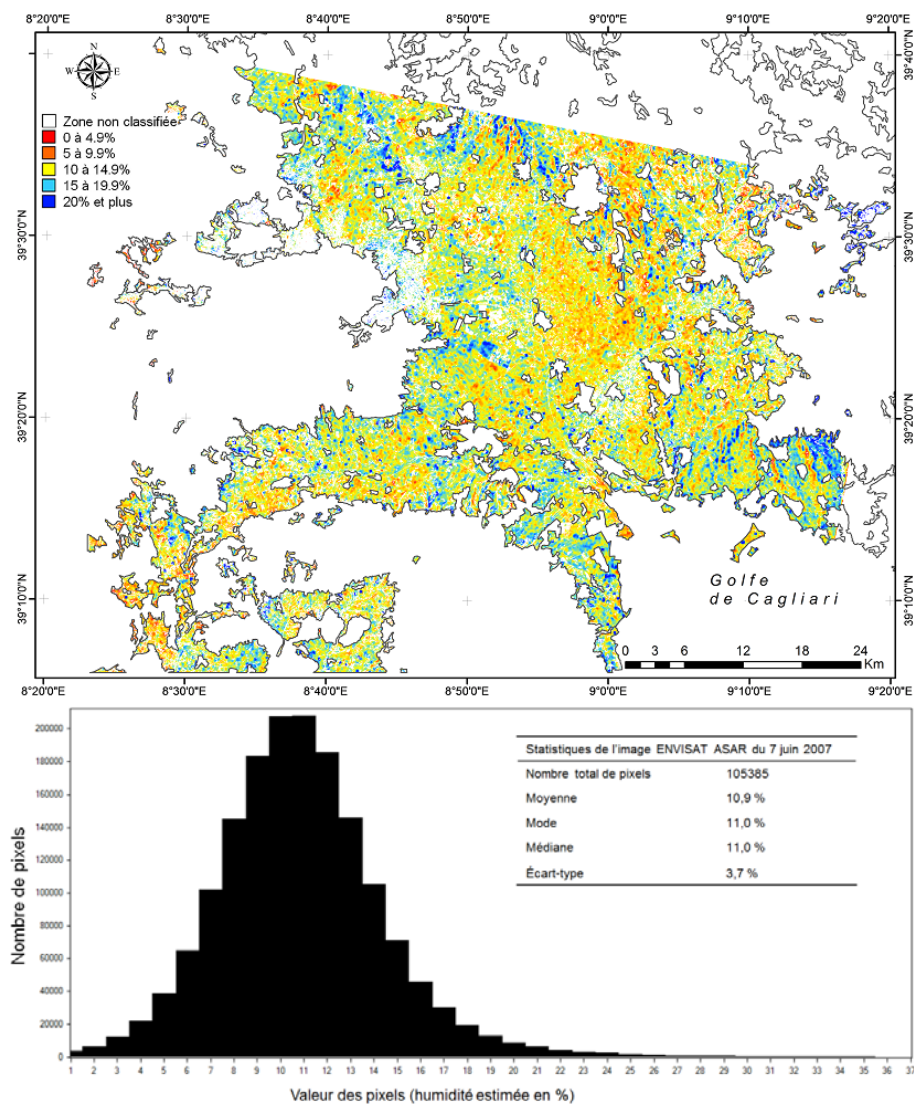 8°20'0"E 8°30'0"E 8°40'0"E 8°50'0"E 9°0'0"E 9°10'0"E 9°20'0"E
N
W E
S
39°40'0"N 39°40'0"N
Zone non classifiée
0 à 4.9%
5 à 9.9%
10 à 14.9%
15 à 19.9%
20% et plus
39°30'0"N 39°30'0"N
39°20'0"N 39°20'0"N
39°10'0"N 39°10'0"N
Golfe
de Cagliari
0 3 6 12 18 24
Km
8°20'0"E 8°30'0"E 8°40'0"E 8°50'0"E 9°0'0"E 9°10'0"E 9°20'0"E
Nombre de pixels
200000
180000
160000
140000
120000
100000
80000
60000
40000
20000
0
Statistiques de l'image ENVISAT ASAR du 7 juin 2007
Nombre total de pixels 105385
Moyenne 10,9 %
Mode 11,0 %
Médiane 11,0 %
Écart-type 3,7 %
1 2 3 4 5 6 7 8 9 10 11 12 13 14 15 16 17 18 19 20 21 22 23 24 25 26 27 28 29 30 31 32 33 34 35 36 37
Valeur des pixels (humidité estimée en %)